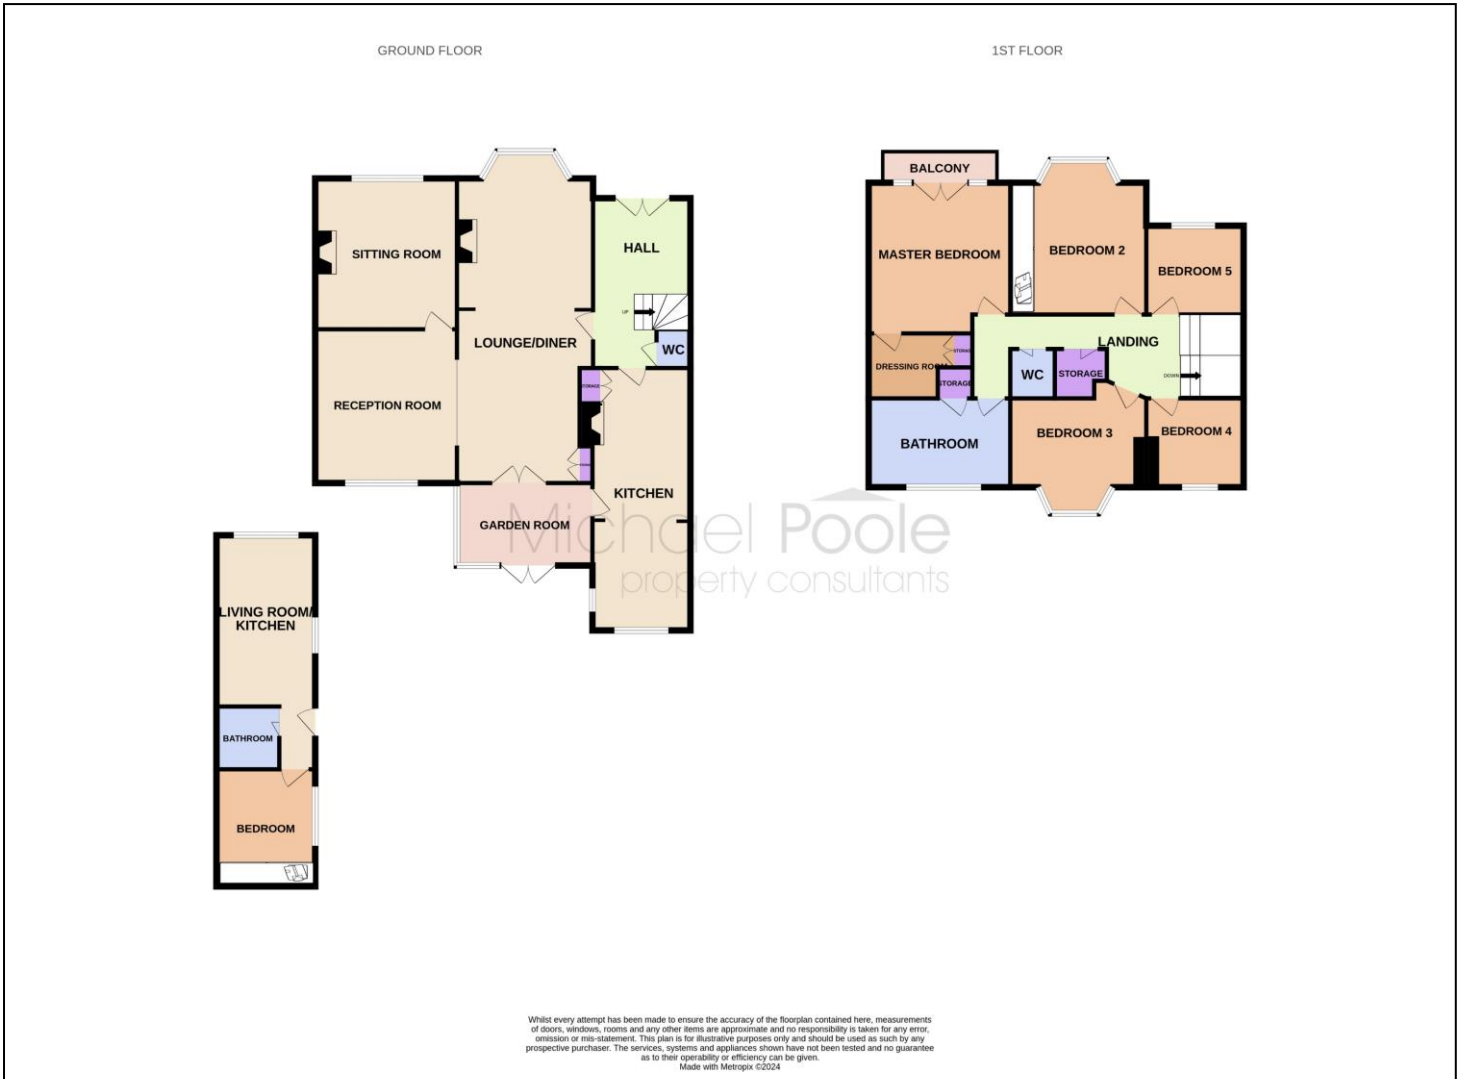 GROUND FLOOR
1ST FLOOR
SITTING ROOM
HALL
UP
WC
LOUNGE/DINER
RECEPTION ROOM
STORAGE
KITCHEN
GARDEN ROOM
LIVING ROOM/
KITCHEN
BATHROOM
BEDROOM
BALCONY
MASTER BEDROOM
BEDROOM 2
BEDROOM 5
LANDING
DRESSING ROOM
STORAGE
STORAGE
WC
STORAGE
DOWN
BATHROOM
BEDROOM 3
BEDROOM 4
Michael Poole
property consultants
Whilst every attempt has been made to ensure the accuracy of the floorplan contained here, measurements
of doors, windows, rooms and any other items are approximate and no responsibility is taken for any error,
omission or mis-statement. This plan is for illustrative purposes only and should be used as such by any
prospective purchaser. The services, systems and appliances shown have not been tested and no guarantee
as to their operability or efficiency can be given.
Made with Metropix ©2024